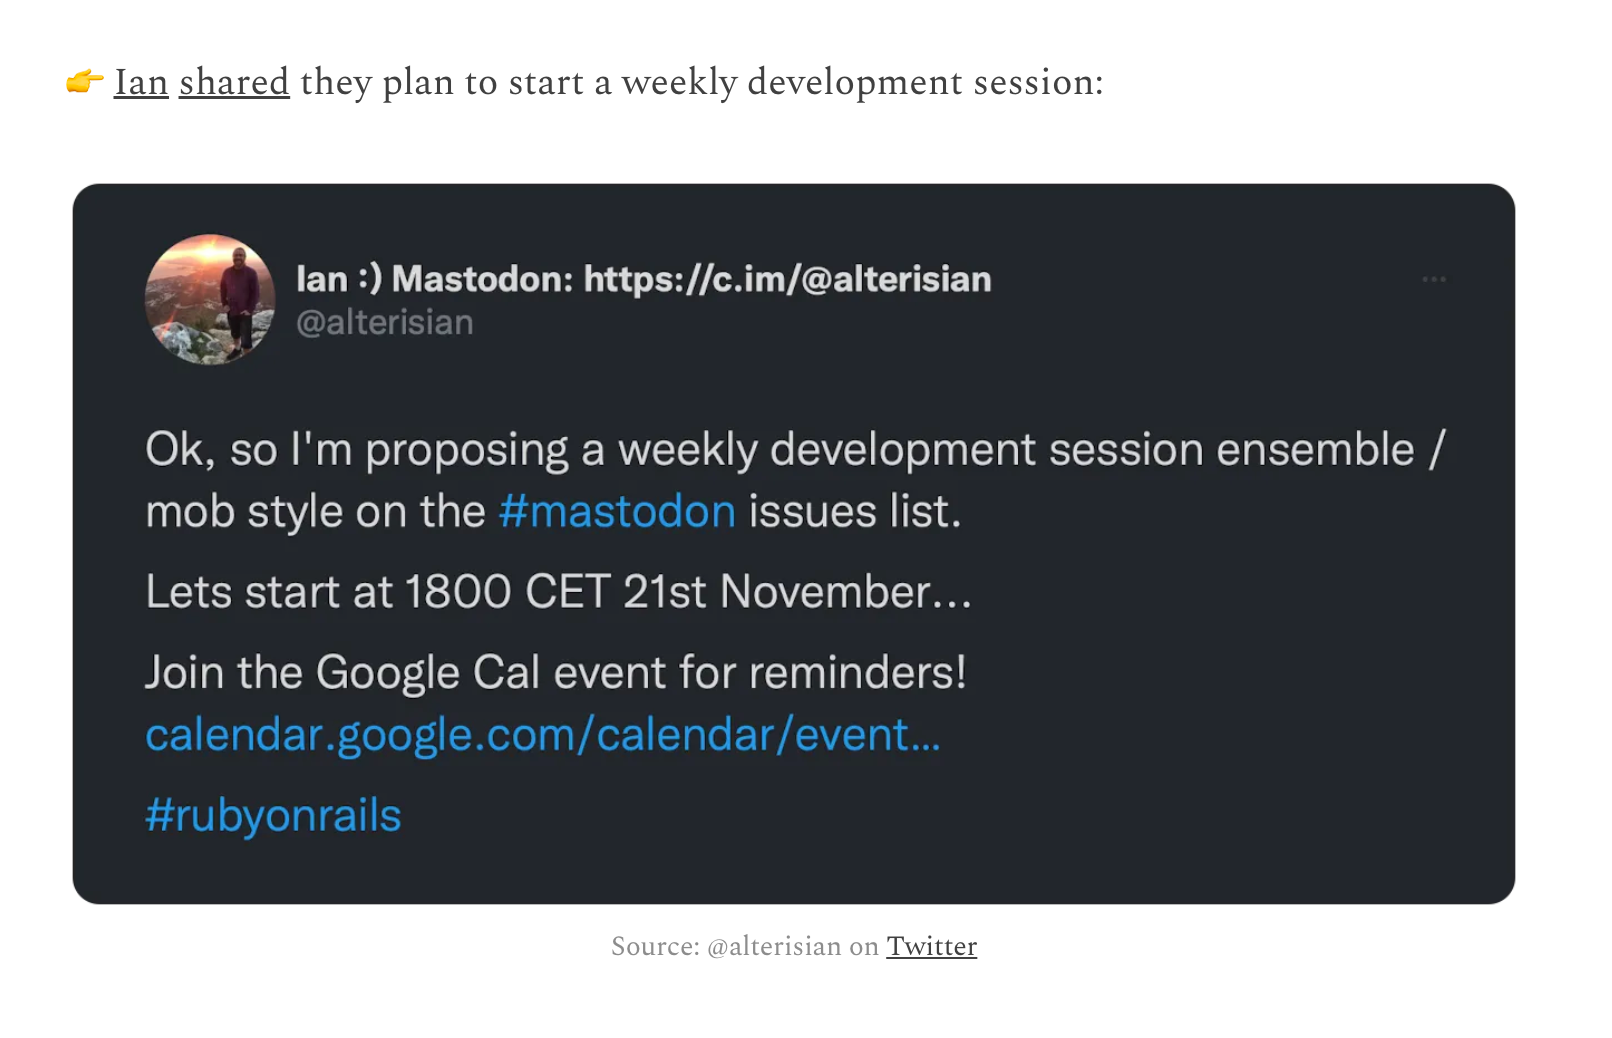 👉 Ian shared they plan to start a weekly development session:
Ian :) Mastodon: https://c.im/@alterisian
@alterisian
Ok, so I'm proposing a weekly development session ensemble /
mob style on the #mastodon issues list.
Lets start at 1800 CET 21st November...
Join the Google Cal event for reminders!
calendar.google.com/calendar/event...
#rubyonrails
Source: @alterisian on Twitter